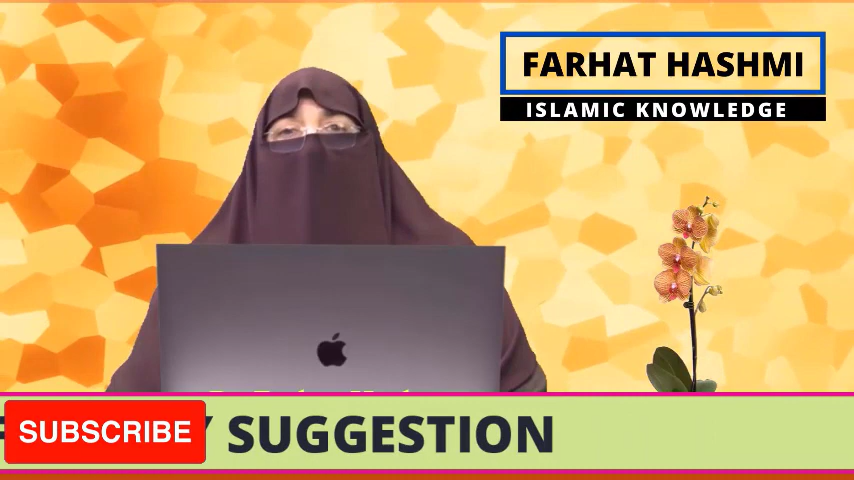 FARHAT HASHMI
ISLAMIC KNOWLEDGE
SUBSCRIBE
SUGGESTION